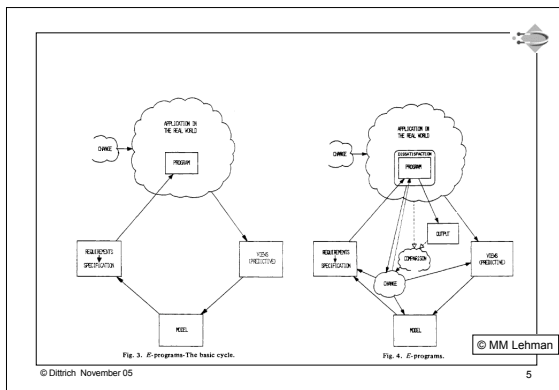 APPLICATION IN
THE REAL WORLD
CHANGE
PROGRAM
REQUIREMENTS
SPECIFICATION
VIEWS
(PREDICTIVE)
MODEL
Fig. 3. E-programs-The basic cycle.
APPLICATION IN
THE REAL WORLD
CHANGE
DISSATISFACTION
PROGRAM
OUTPUT
COMPARISON
REQUIREMENTS
SPECIFICATION
CHANGE
VIEWS
(PREDICTIVE)
MODEL
Fig. 4. E-programs.
© MM Lehman
© Dittrich November 05
5